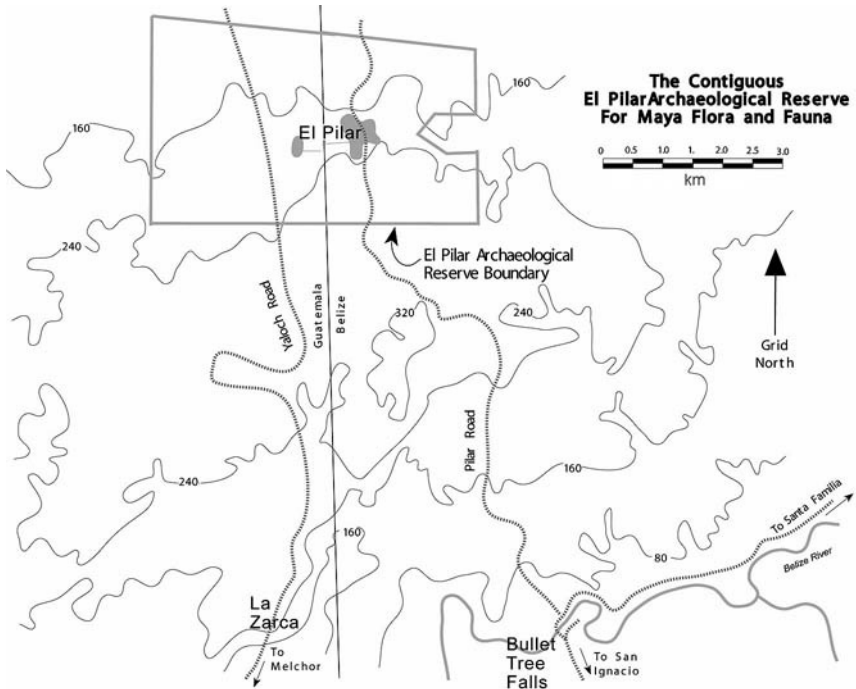 The Contiguous
El PilarArchaeological Reserve
For Maya Flora and Fauna
0 0.5 1.0 1.5 2.0 2.5 3.0
km
160
160
El Pilar
240
El Pilar Archaeological
Reserve Boundary
Yaloch Road
Guatemala
Belize
320
240
Grid
North
Pilar Road
160
240
160
80
To Santa Familia
Belize River
La
Zarca
To
Melchor
Bullet
Tree
Falls
To San
Ignacio